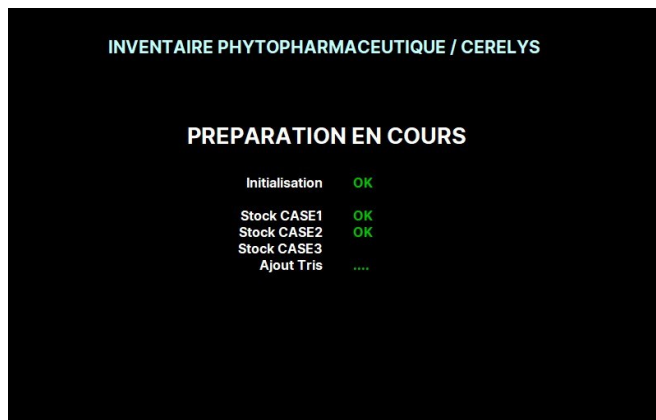 INVENTAIRE PHYTOPHARMACEUTIQUE / CERELYS
PREPARATION EN COURS
Initialisation OK
Stock CASE1 OK
Stock CASE2 OK
Stock CASE3
Ajout Tris ....